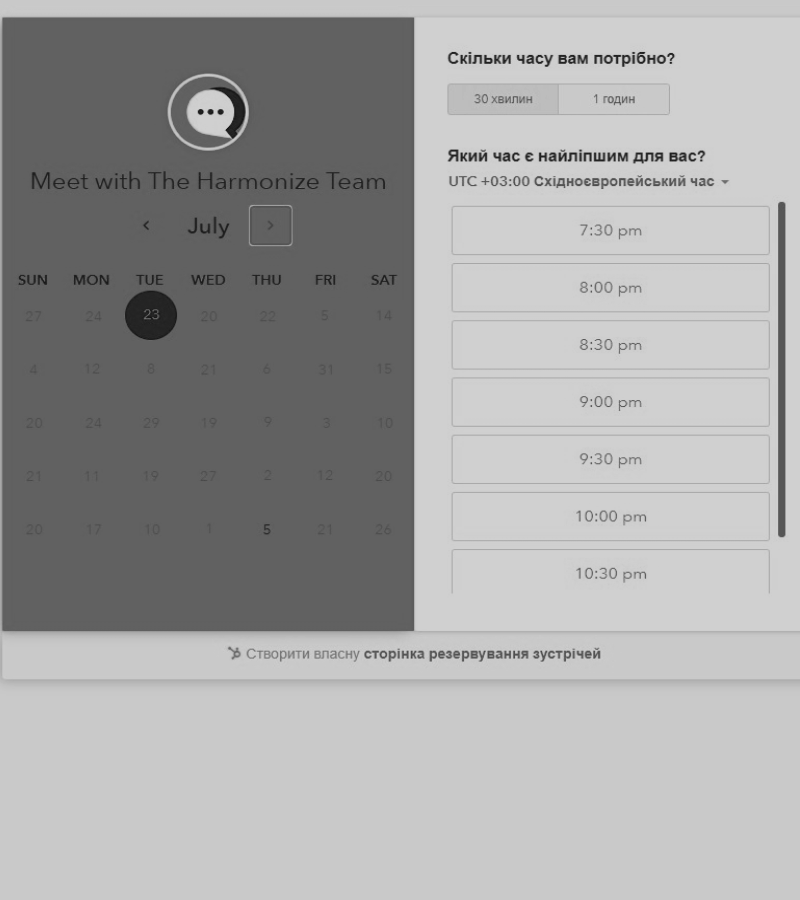 Meet with The Harmonize Team
July
SUN MON TUE WED THU FRI SAT
27 24 23 20 22 5 14
4 12 8 21 6 31 15
20 24 29 19 9 3 10
21 11 19 27 2 12 20
20 17 10 1 5 21 26
Скільки часу вам потрібно?
30 хвилин 1 годин
Який час є найліпшим для вас?
UTC +03:00 Східноєвропейський час
7:30 pm
8:00 pm
8:30 pm
9:00 pm
9:30 pm
10:00 pm
10:30 pm
Створити власну сторінка резервування зустрічей